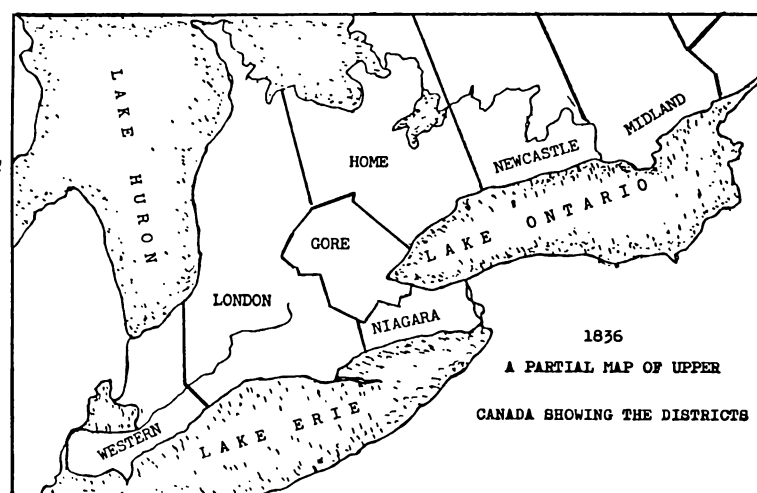 LAKE HURON
HOME
MIDLAND
NEWCASTLE
LAKE ONTARIO
GORE
LONDON
NIAGARA
WESTERN
LAKE ERIE
1836
A PARTIAL MAP OF UPPER
CANADA SHOWING THE DISTRICTS